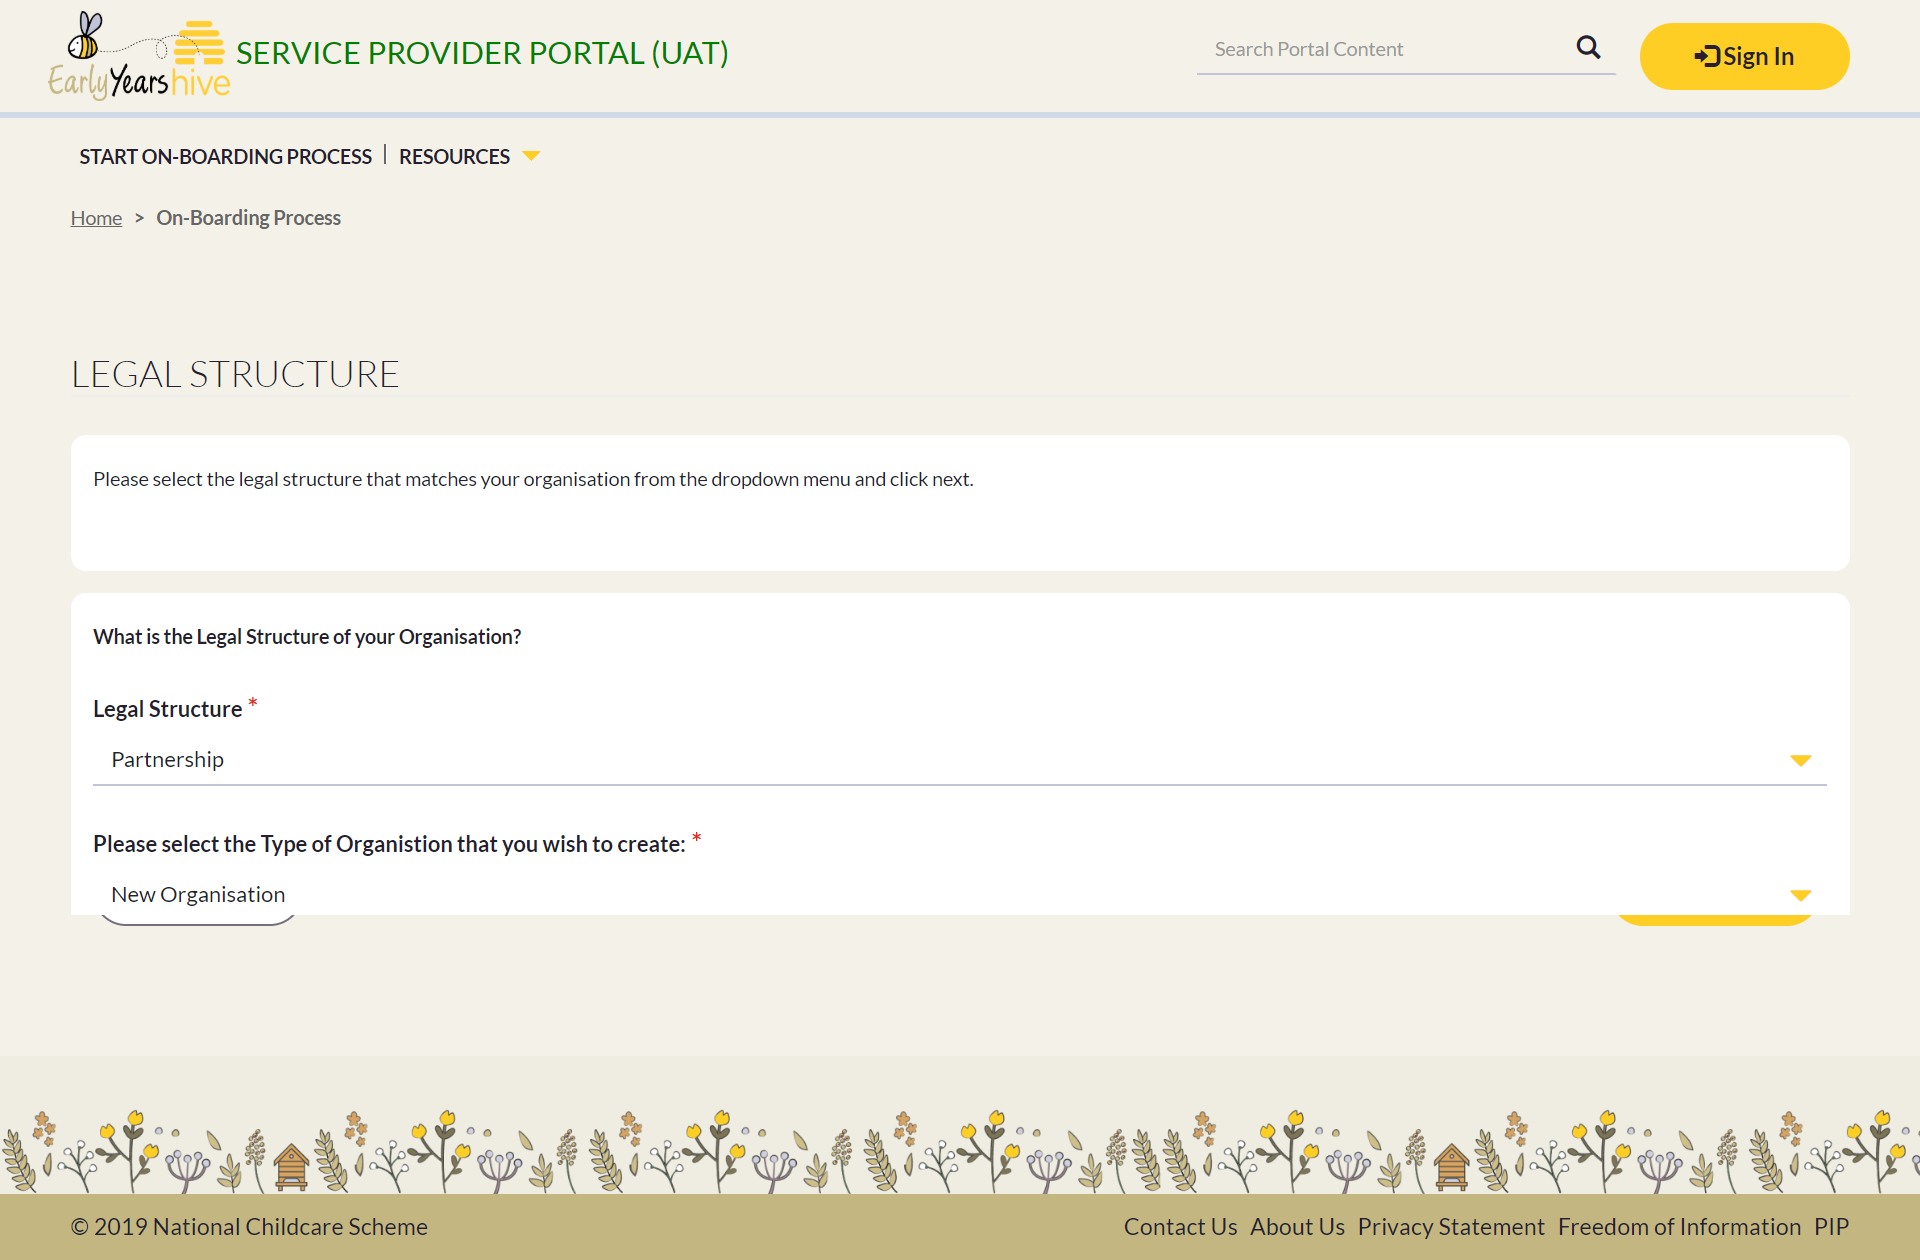 Early Years hive
SERVICE PROVIDER PORTAL (UAT)
Search Portal Content
Sign In
START ON-BOARDING PROCESS | RESOURCES
Home > On-Boarding Process
LEGAL STRUCTURE
Please select the legal structure that matches your organisation from the dropdown menu and click next.
What is the Legal Structure of your Organisation?
Legal Structure *
Partnership
Please select the Type of Organistion that you wish to create: *
New Organisation
© 2019 National Childcare Scheme
Contact Us About Us Privacy Statement Freedom of Information PIP